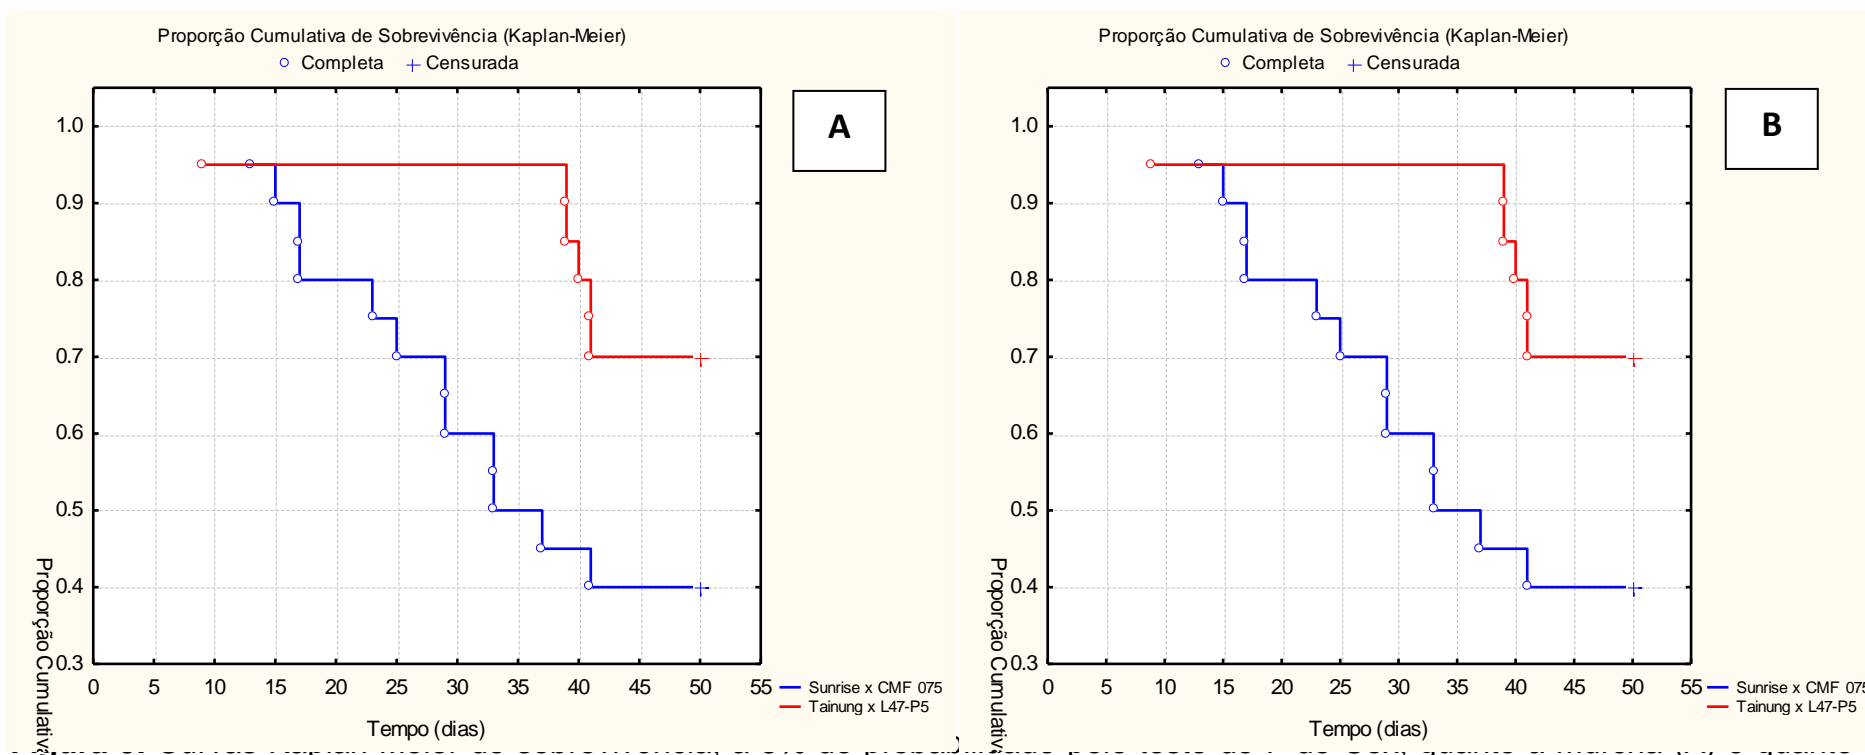 Proporção Cumulativa de Sobrevivência (Kaplan-Meier)
Completa Censurada
A
1.0
0.9
0.8
0.7
0.6
0.5
0.4
0.3
Proporção Cumulativa
0 5 10 15 20 25 30 35 40 45 50 55
Tempo (dias)
Sunrise x CMF 075
Tainung x L47-P5
Proporção Cumulativa de Sobrevivência (Kaplan-Meier)
Completa Censurada
B
1.0
0.9
0.8
0.7
0.6
0.5
0.4
0.3
Proporção Cumulativa
0 5 10 15 20 25 30 35 40 45 50 55
Tempo (dias)
Sunrise x CMF 075
Tainung x L47-P5